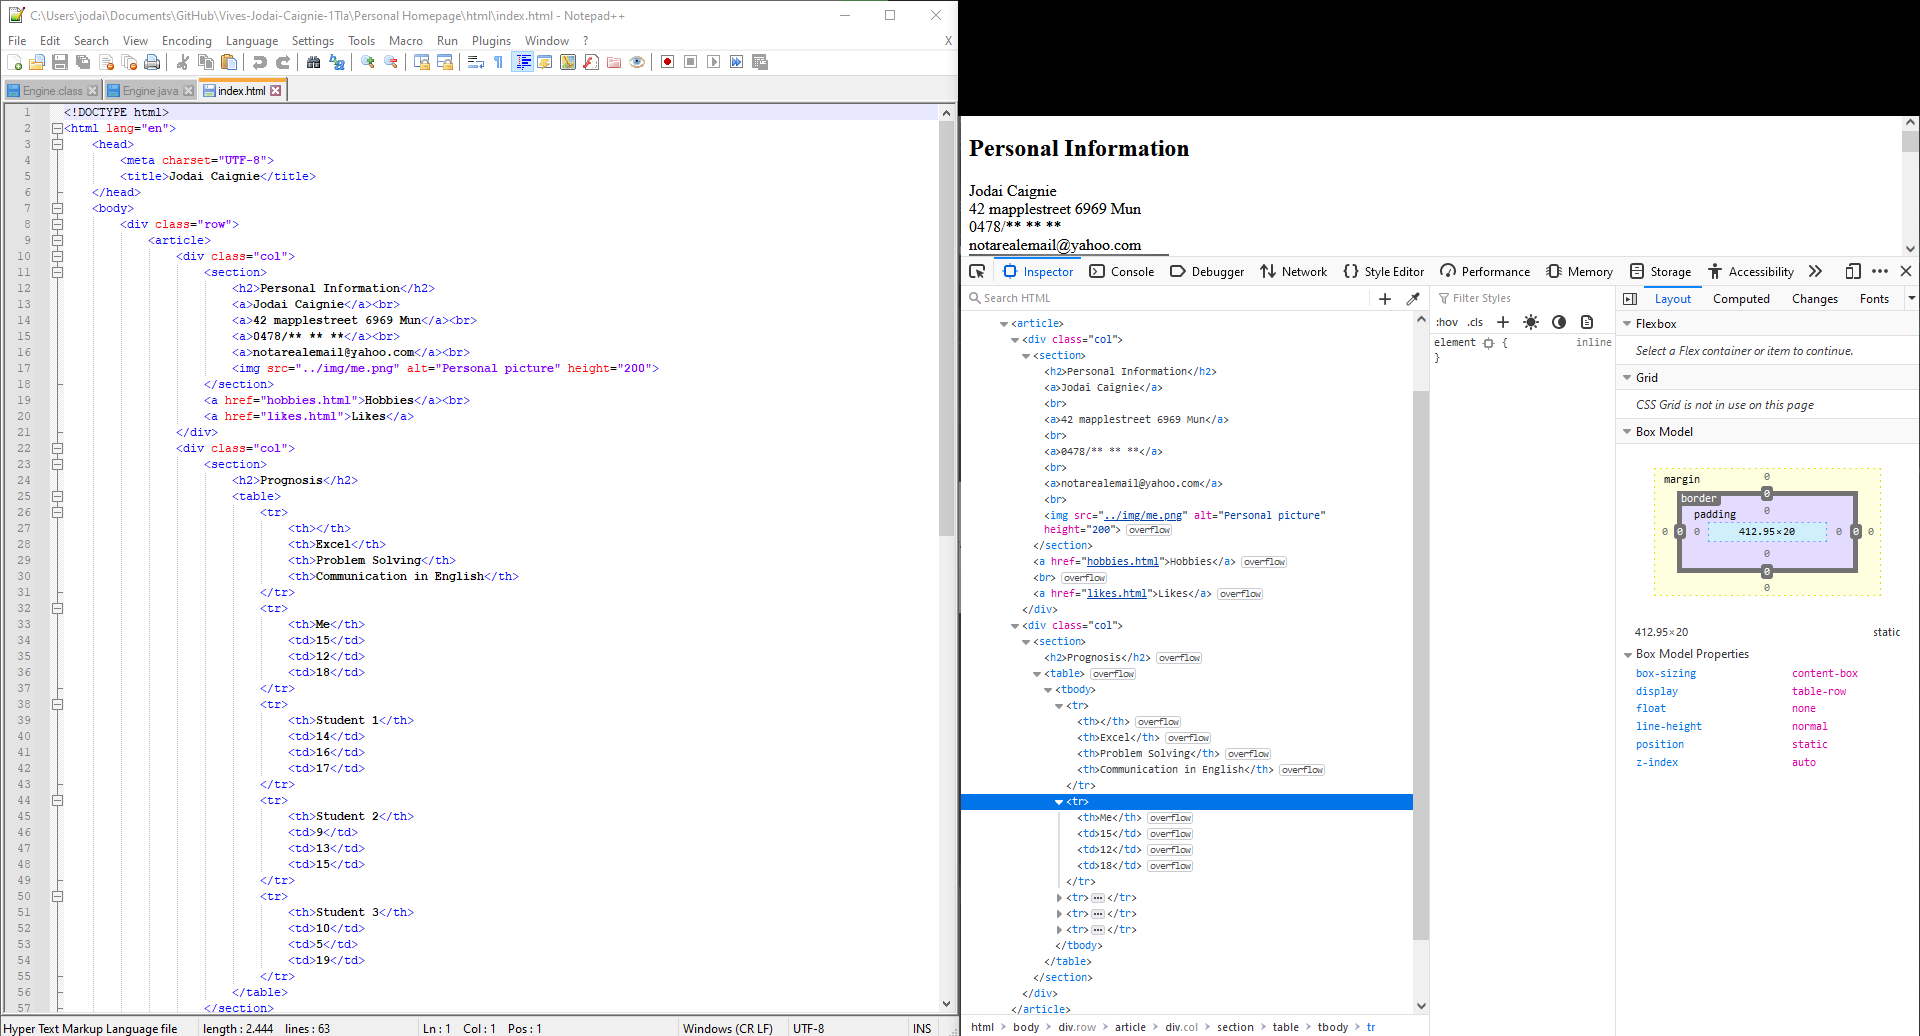 C:\Users\jodai\Documents\GitHub\Vives-Jodai-Caignie-1TIa\Personal Homepage\html\index.html - Notepad++
File Edit Search View Encoding Language Settings Tools Macro Run Plugins Window ? X
Engine.class Engine.java index.html
1 <!DOCTYPE html>
2 <html lang="en">
3 <head>
4 <meta charset="UTF-8">
5 <title>Jodai Caignie</title>
6 </head>
7 <body>
8 <div class="row">
9 <article>
10 <div class="col">
11 <section>
12 <h2>Personal Information</h2>
13 <a>Jodai Caignie</a><br>
14 <a>42 mapplestreet 6969 Mun</a><br>
15 <a>0478/** ** **</a><br>
16 <a>notarealemail@yahoo.com</a><br>
17 <img src="../img/me.png" alt="Personal picture" height="200">
18 </section>
19 <a href="hobbies.html">Hobbies</a><br>
20 <a href="likes.html">Likes</a>
21 </div>
22 <div class="col">
23 <section>
24 <h2>Prognosis</h2>
25 <table>
26 <tr>
27 <th></th>
28 <th>Excel</th>
29 <th>Problem Solving</th>
30 <th>Communication in English</th>
31 </tr>
32 <tr>
33 <th>Me</th>
34 <td>15</td>
35 <td>12</td>
36 <td>18</td>
37 </tr>
38 <tr>
39 <th>Student 1</th>
40 <td>14</td>
41 <td>16</td>
42 <td>17</td>
43 </tr>
44 <tr>
45 <th>Student 2</th>
46 <td>9</td>
47 <td>13</td>
48 <td>15</td>
49 </tr>
50 <tr>
51 <th>Student 3</th>
52 <td>10</td>
53 <td>5</td>
54 <td>19</td>
55 </tr>
56 </table>
57 </section>
Hyper Text Markup Language file length : 2.444 lines : 63 Ln : 1 Col : 1 Pos : 1 Windows (CR LF) UTF-8 INS
Personal Information
Jodai Caignie
42 mapplestreet 6969 Mun
0478/** ** **
notarealemail@yahoo.com
Inspector Console Debugger Network Style Editor Performance Memory Storage Accessibility
Search HTML
<article>
<div class="col">
<section>
<h2>Personal Information</h2>
<a>Jodai Caignie</a>
<br>
<a>42 mapplestreet 6969 Mun</a>
<br>
<a>0478/** ** **</a>
<br>
<a>notarealemail@yahoo.com</a>
<br>
<img src="../img/me.png" alt="Personal picture"
height="200"> overflow
</section>
<a href="hobbies.html">Hobbies</a> overflow
<br> overflow
<a href="likes.html">Likes</a> overflow
</div>
<div class="col">
<section>
<h2>Prognosis</h2> overflow
<table> overflow
<tbody>
<tr>
<th></th> overflow
<th>Excel</th> overflow
<th>Problem Solving</th> overflow
<th>Communication in English</th> overflow
</tr>
<tr>
<th>Me</th> overflow
<td>15</td> overflow
<td>12</td> overflow
<td>18</td> overflow
</tr>
<tr> ••• </tr>
<tr> ••• </tr>
<tr> ••• </tr>
</tbody>
</table>
</section>
</div>
</article>
html body div.row article div.col section table tbody tr
Filter Styles
:hov .cls
element { inline
}
Layout Computed Changes Fonts
Flexbox
Select a Flex container or item to continue.
Grid
CSS Grid is not in use on this page
Box Model
margin 0
border 0
padding 0
0 0 0 412.95×20 0 0 0
0
0
0
412.95×20 static
Box Model Properties
box-sizing content-box
display table-row
float none
line-height normal
position static
z-index auto